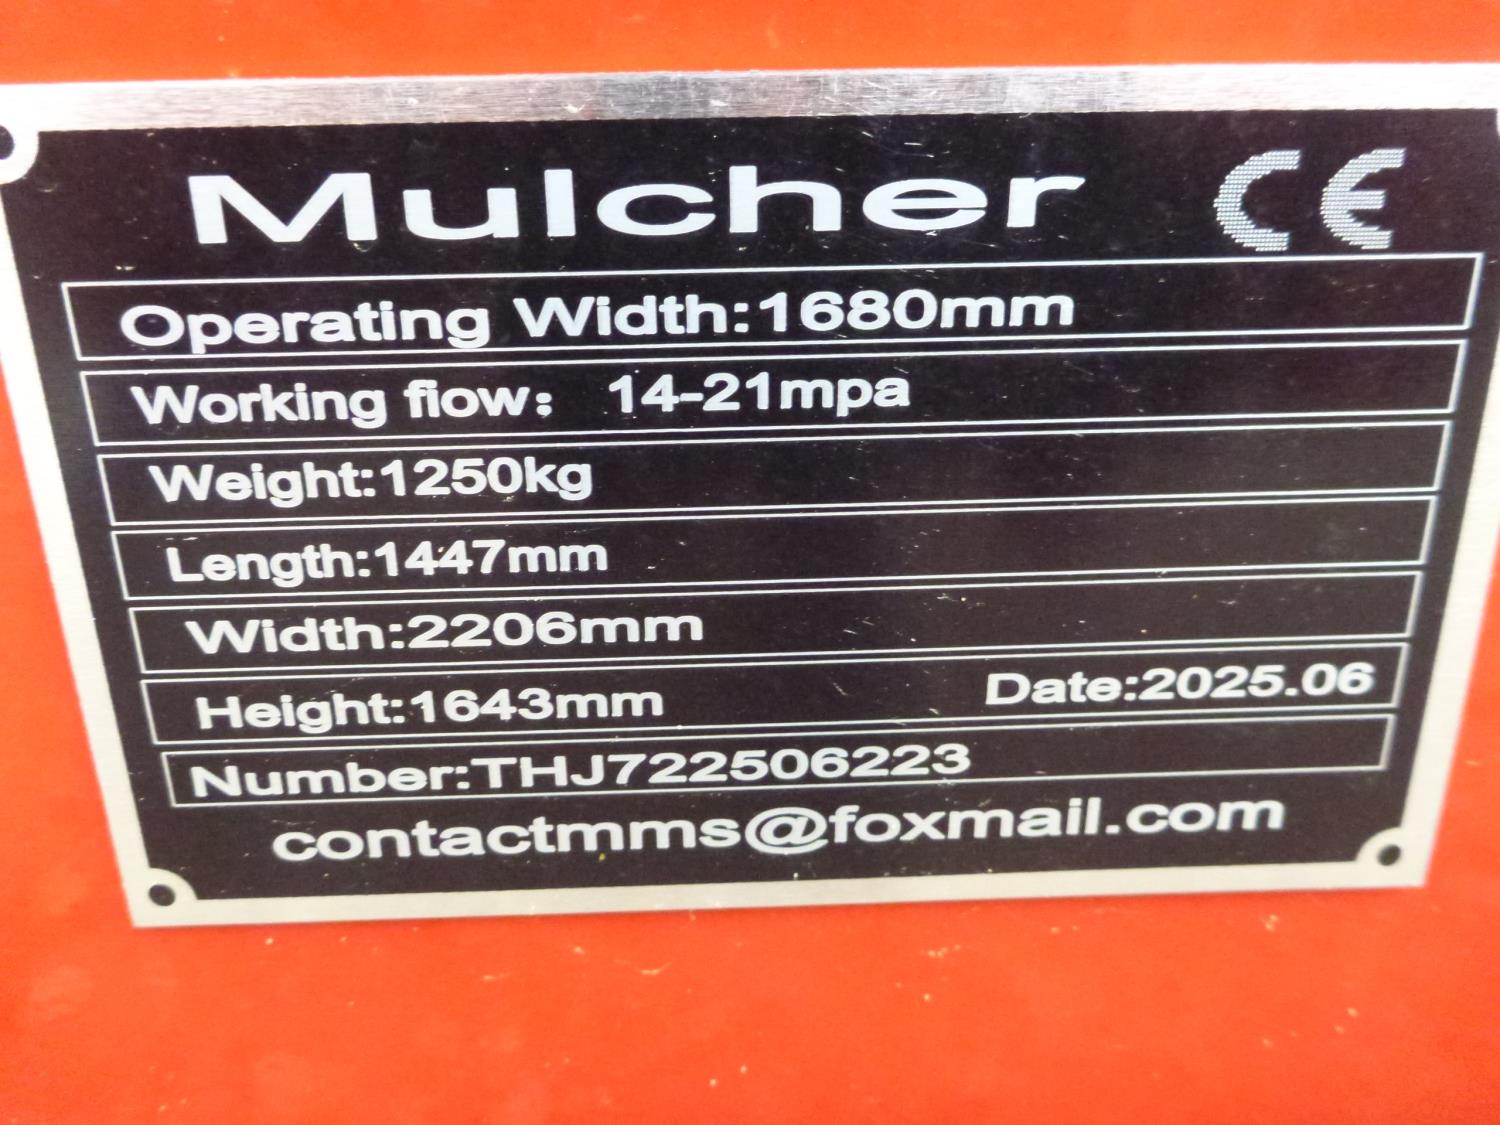 Mulcher CE
Operating Width:1680mm
Working fiow： 14-21mpa
Weight:1250kg
Length:1447mm
Width:2206mm
Height:1643mm Date:2025.06
Number:THJ722506223
contactmms@foxmail.com